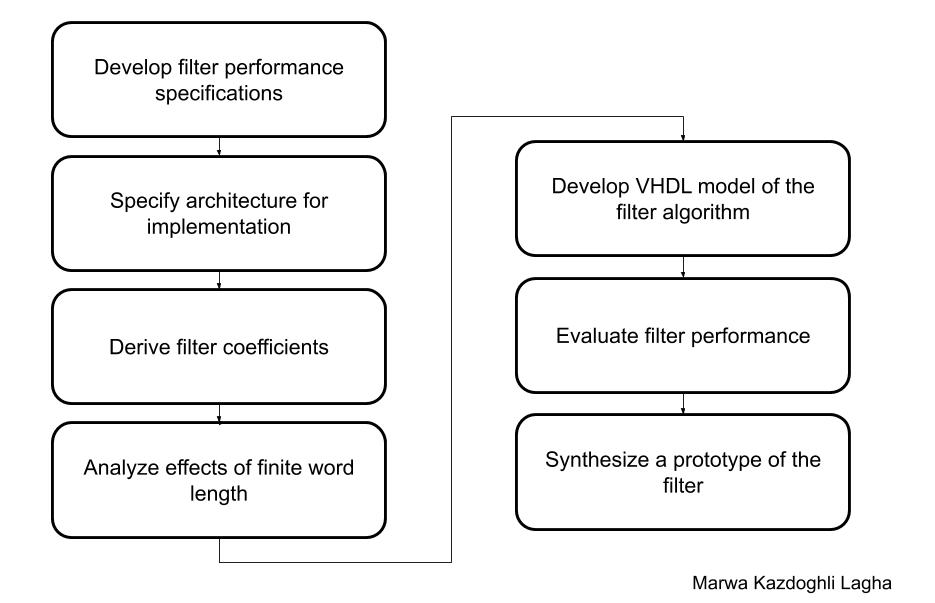 Develop filter performance
specifications
Specify architecture for
implementation
Derive filter coefficients
Analyze effects of finite word
length
Develop VHDL model of the
filter algorithm
Evaluate filter performance
Synthesize a prototype of the
filter
Marwa Kazdoghli Lagha